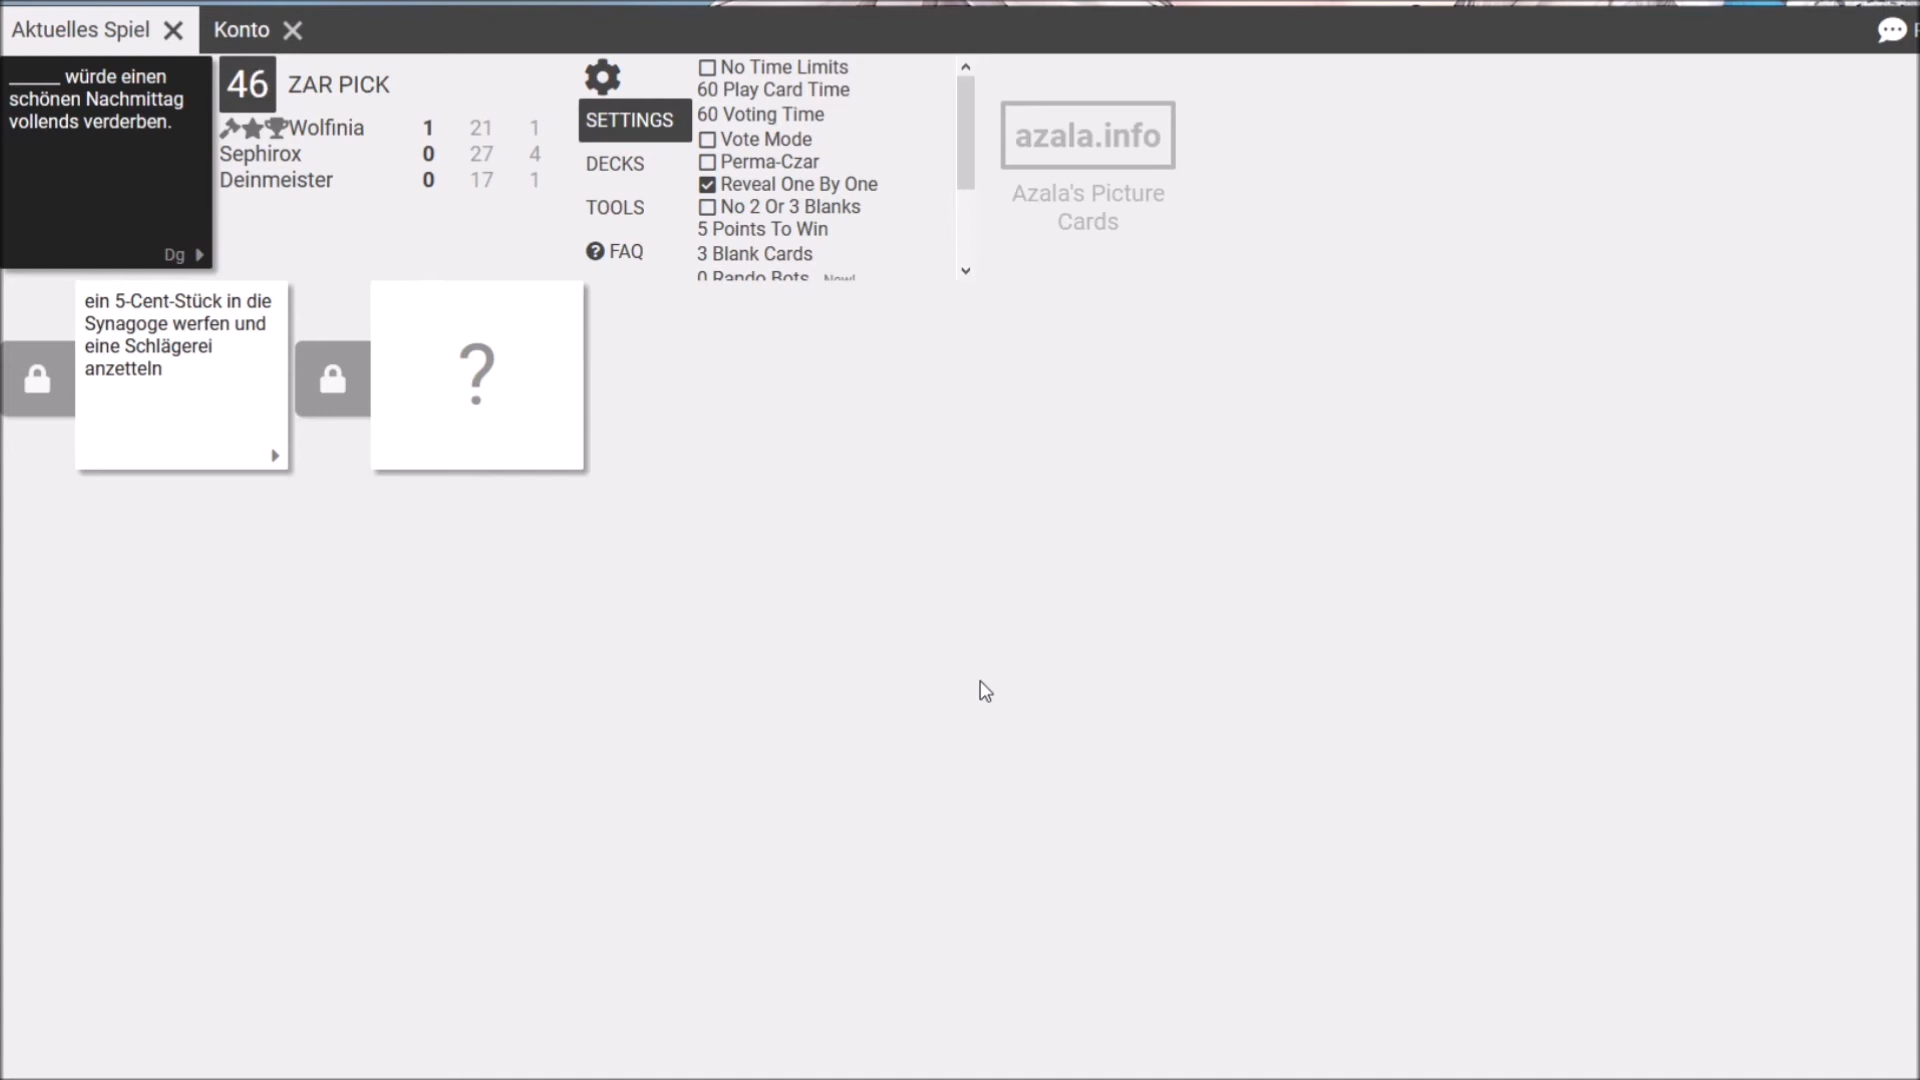 Aktuelles Spiel
Konto
_____ würde einen
schönen Nachmittag
vollends verderben.
Dg
46 ZAR PICK
Wolfinia 1 21 1
Sephirox 0 27 4
Deinmeister 0 17 1
SETTINGS
DECKS
TOOLS
? FAQ
No Time Limits
60 Play Card Time
60 Voting Time
Vote Mode
Perma-Czar
Reveal One By One
No 2 Or 3 Blanks
5 Points To Win
3 Blank Cards
0 Rando Bots New!
azala.info
Azala's Picture
Cards
ein 5-Cent-Stück in die
Synagoge werfen und
eine Schlägerei
anzetteln
?